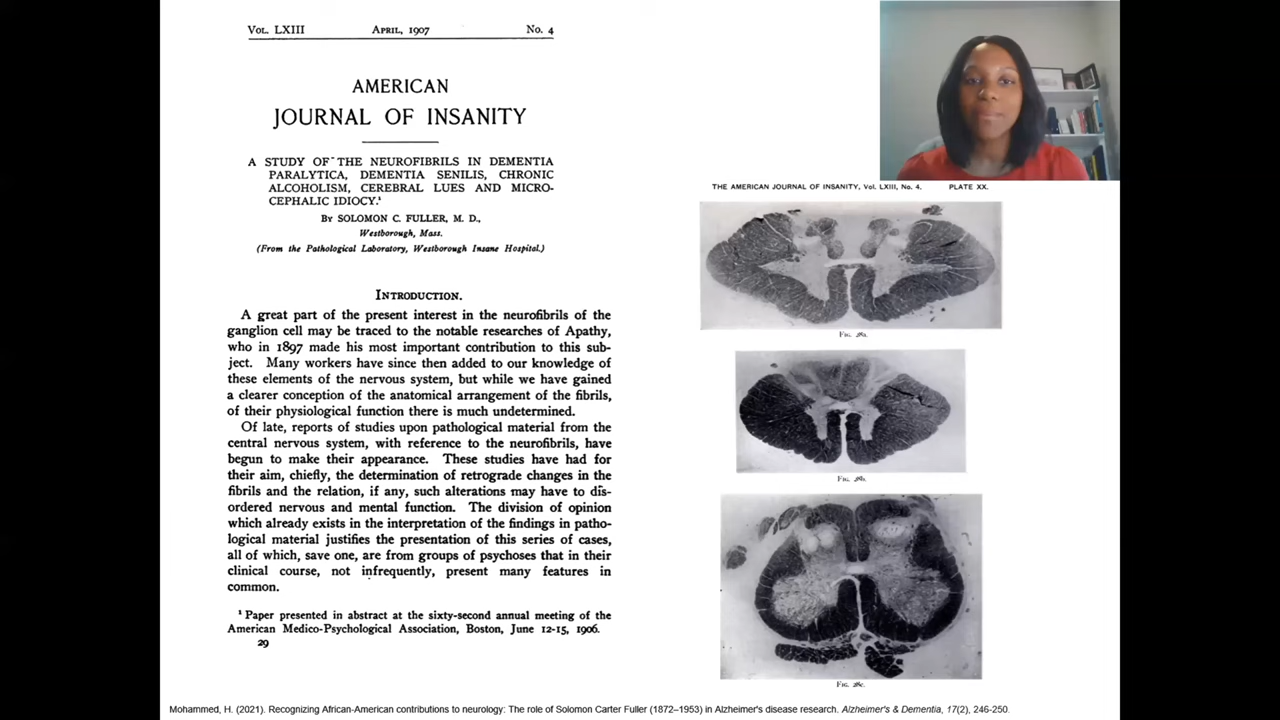 VOL. LXIII APRIL, 1907 No. 4
AMERICAN
JOURNAL OF INSANITY
A STUDY OF THE NEUROFIBRILS IN DEMENTIA
PARALYTICA, DEMENTIA SENILIS, CHRONIC
ALCOHOLISM, CEREBRAL LUES AND MICRO-
CEPHALIC IDIOCY.¹
BY SOLOMON C. FULLER, M. D.,
Westborough, Mass.
(From the Pathological Laboratory, Westborough Insane Hospital.)
INTRODUCTION.
A great part of the present interest in the neurofibrils of the
ganglion cell may be traced to the notable researches of Apathy,
who in 1897 made his most important contribution to this sub-
ject. Many workers have since then added to our knowledge of
these elements of the nervous system, but while we have gained
a clearer conception of the anatomical arrangement of the fibrils,
of their physiological function there is much undetermined.
Of late, reports of studies upon pathological material from the
central nervous system, with reference to the neurofibrils, have
begun to make their appearance. These studies have had for
their aim, chiefly, the determination of retrograde changes in the
fibrils and the relation, if any, such alterations may have to dis-
ordered nervous and mental function. The division of opinion
which already exists in the interpretation of the findings in patho-
logical material justifies the presentation of this series of cases,
all of which, save one, are from groups of psychoses that in their
clinical course, not infrequently, present many features in
common.
¹ Paper presented in abstract at the sixty-second annual meeting of the
American Medico-Psychological Association, Boston, June 12-15, 1906.
29
THE AMERICAN JOURNAL OF INSANITY, Vol. LXIII, No. 4. PLATE XX.
FIG. 28a.
FIG. 28b.
FIG. 28c.
Mohammed, H. (2021). Recognizing African-American contributions to neurology: The role of Solomon Carter Fuller (1872–1953) in Alzheimer's disease research. Alzheimer's & Dementia, 17(2), 246-250.